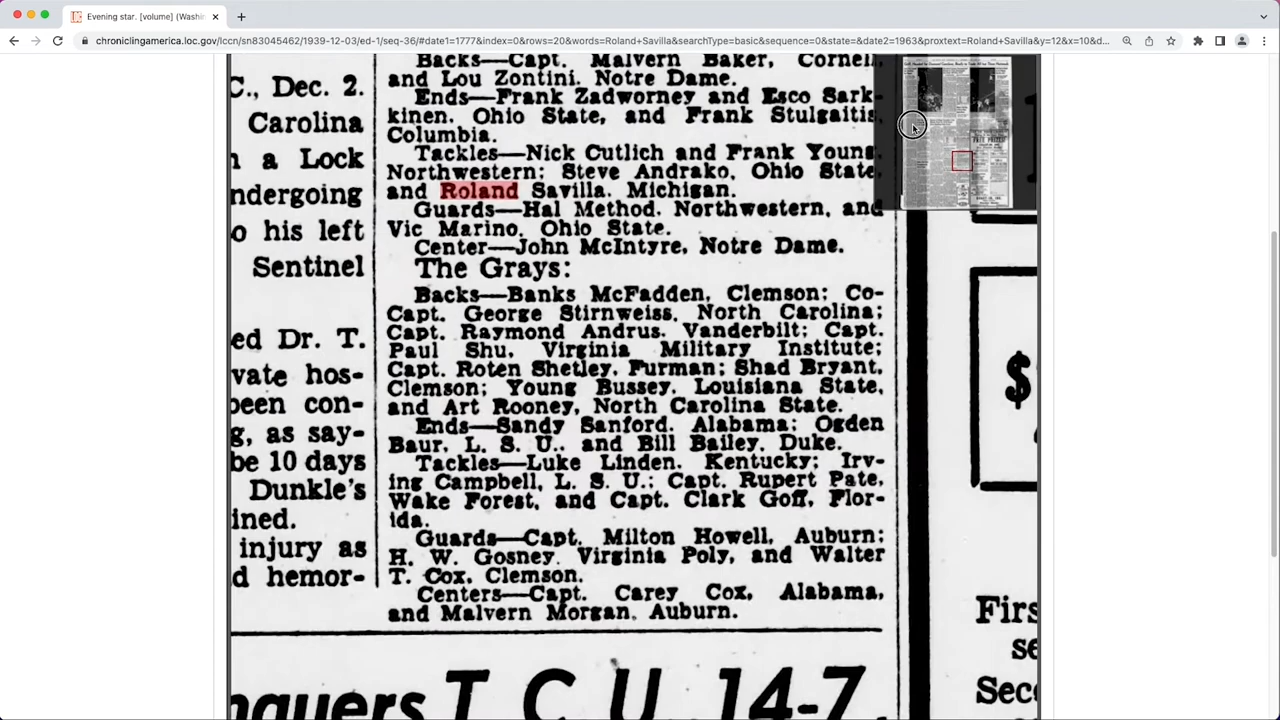 Evening star. [volume] (Washin
chroniclingamerica.loc.gov/lccn/sn83045462/1939-12-03/ed-1/seq-36/#date1=1777&index=0&rows=20&words=Roland+Savilla&searchType=basic&sequence=0&state=&date2=1963&proxtext=Roland+Savilla&y=12&x=10&d...
C., Dec. 2.
Carolina
a Lock
ndergoing
o his left
Sentinel
ed Dr. T.
vate hos-
been con-
g, as say-
be 10 days
Dunkle's
ined.
injury as
d hemor-
Backs—Capt. Malvern Baker, Cornell,
and Lou Zontini. Notre Dame.
Ends—Frank Zadworney and Esco Sark-
kinen, Ohio State, and Frank Stulgaitis,
Columbia.
Tackles—Nick Cutlich and Frank Young,
Northwestern; Steve Andrako, Ohio State,
and Roland Savilla. Michigan.
Guards—Hal Method. Northwestern, and
Vic Marino, Ohio State.
Center—John McIntyre, Notre Dame.
The Grays:
Backs—Banks McFadden, Clemson; Co-
Capt. George Stirnweiss, North Carolina;
Capt. Raymond Andrus. Vanderbilt; Capt.
Paul Shu, Virginia Military Institute;
Capt. Roten Shetley, Furman; Shad Bryant,
Clemson; Young Bussey, Louisiana State,
and Art Rooney, North Carolina State.
Ends—Sandy Sanford. Alabama; Ogden
Baur, L. S. U., and Bill Bailey, Duke.
Tackles—Luke Linden. Kentucky; Irv-
ing Campbell, L. S. U.; Capt. Rupert Pate,
Wake Forest, and Capt. Clark Goff, Flor-
ida.
Guards—Capt. Milton Howell, Auburn;
H. W. Gosney. Virginia Poly, and Walter
T. Cox, Clemson.
Centers—Capt. Carey Cox, Alabama,
and Malvern Morgan, Auburn.
nquers T. C. U., 14-7,
$
Firs
se
Seco